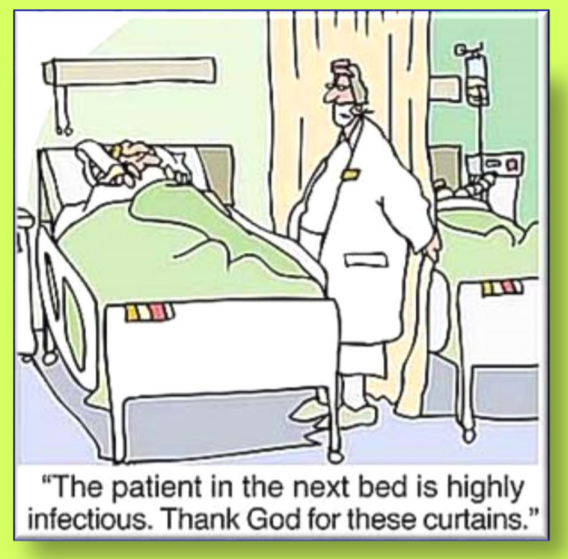 “The patient in the next bed is highly
infectious. Thank God for these curtains.”